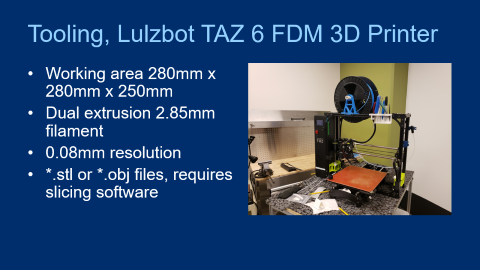 Tooling, Lulzbot TAZ 6 FDM 3D Printer
• Working area 280mm x
280mm x 250mm
• Dual extrusion 2.85mm
filament
• 0.08mm resolution
• *.stl or *.obj files, requires
slicing software
TAZ